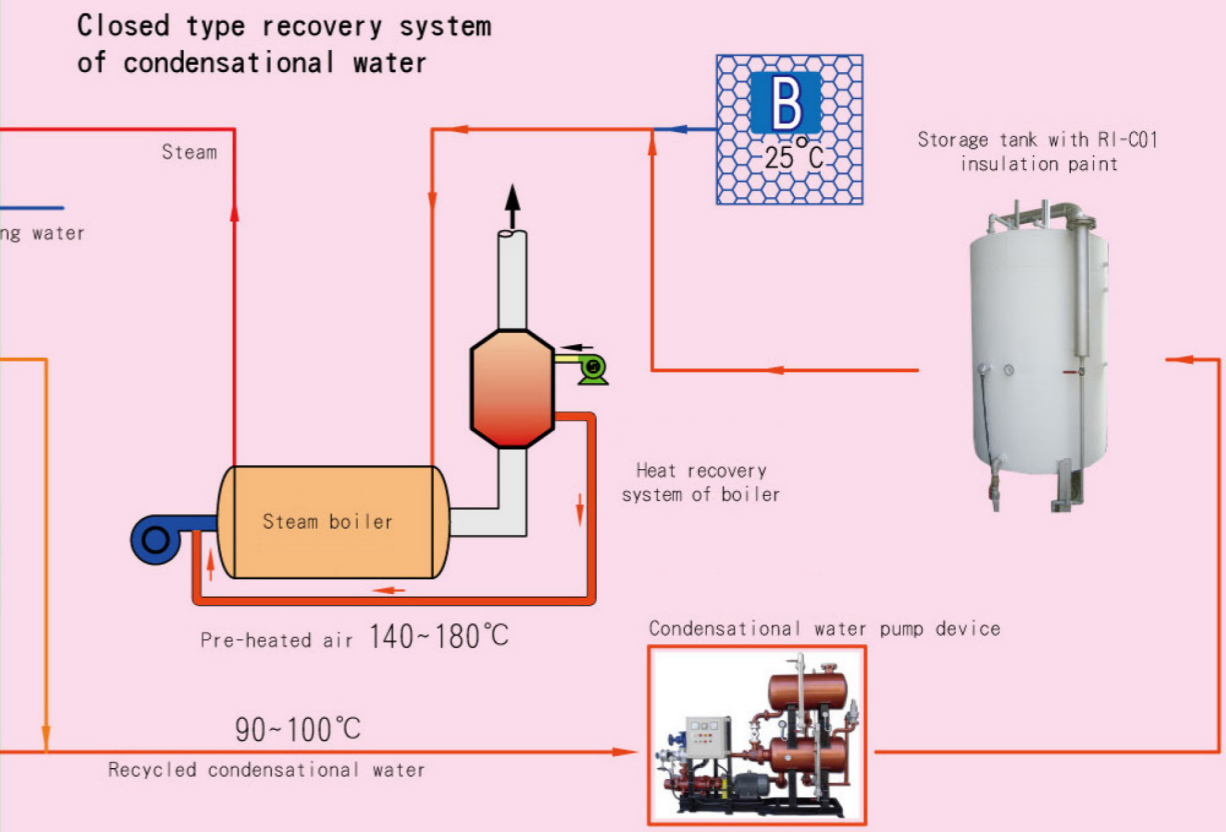 Closed type recovery system
of condensational water
B
25°C
Steam
Storage tank with RI-C01
insulation paint
ng water
Heat recovery
system of boiler
Steam boiler
Pre-heated air 140~180℃
Condensational water pump device
90~100℃
Recycled condensational water